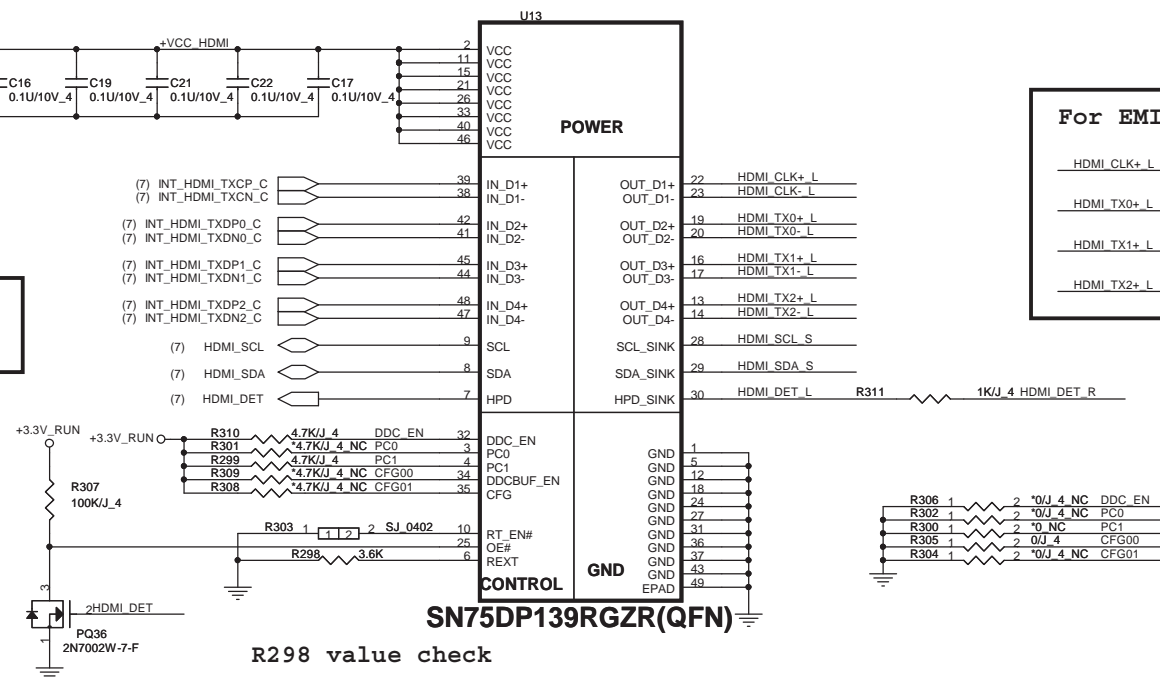 U13
+VCC_HDMI
C16 C19 C21 C22 C17
0.1U/10V_4 0.1U/10V_4 0.1U/10V_4 0.1U/10V_4 0.1U/10V_4
2 VCC
11 VCC
15 VCC
21 VCC
26 VCC
33 VCC
40 VCC
46 VCC
POWER
For EMI
(7) INT_HDMI_TXCP_C 39 IN_D1+ OUT_D1+ 22 HDMI_CLK+_L
(7) INT_HDMI_TXCN_C 38 IN_D1- OUT_D1- 23 HDMI_CLK-_L
(7) INT_HDMI_TXDP0_C 42 IN_D2+ OUT_D2+ 19 HDMI_TX0+_L
(7) INT_HDMI_TXDN0_C 41 IN_D2- OUT_D2- 20 HDMI_TX0-_L
(7) INT_HDMI_TXDP1_C 45 IN_D3+ OUT_D3+ 16 HDMI_TX1+_L
(7) INT_HDMI_TXDN1_C 44 IN_D3- OUT_D3- 17 HDMI_TX1-_L
(7) INT_HDMI_TXDP2_C 48 IN_D4+ OUT_D4+ 13 HDMI_TX2+_L
(7) INT_HDMI_TXDN2_C 47 IN_D4- OUT_D4- 14 HDMI_TX2-_L
(7) HDMI_SCL 9 SCL SCL_SINK 28 HDMI_SCL_S
(7) HDMI_SDA 8 SDA SDA_SINK 29 HDMI_SDA_S
(7) HDMI_DET 7 HPD HPD_SINK 30 HDMI_DET_L R311 1K/J_4 HDMI_DET_R
HDMI_CLK+_L
HDMI_TX0+_L
HDMI_TX1+_L
HDMI_TX2+_L
+3.3V_RUN
+3.3V_RUN
R310 4.7K/J_4 DDC_EN 32 DDC_EN
R301 *4.7K/J_4_NC PC0 3 PC0
R299 4.7K/J_4 PC1 4 PC1
R309 *4.7K/J_4_NC CFG00 34 DDCBUF_EN
R308 *4.7K/J_4_NC CFG01 35 CFG
R307
100K/J_4
R303 1 1 2 2 SJ_0402 10 RT_EN#
25 OE#
R298 3.6K 6 REXT
GND 1
GND 5
GND 12
GND 18
GND 24
GND 27
GND 31
GND 36
GND 37
GND 43
EPAD 49
CONTROL
GND
R306 1 2 *0/J_4_NC DDC_EN
R302 1 2 *0/J_4_NC PC0
R300 1 2 *0_NC PC1
R305 1 2 0/J_4 CFG00
R304 1 2 *0/J_4_NC CFG01
SN75DP139RGZR(QFN)
3
2 HDMI_DET
1
PQ36
2N7002W-7-F
R298 value check